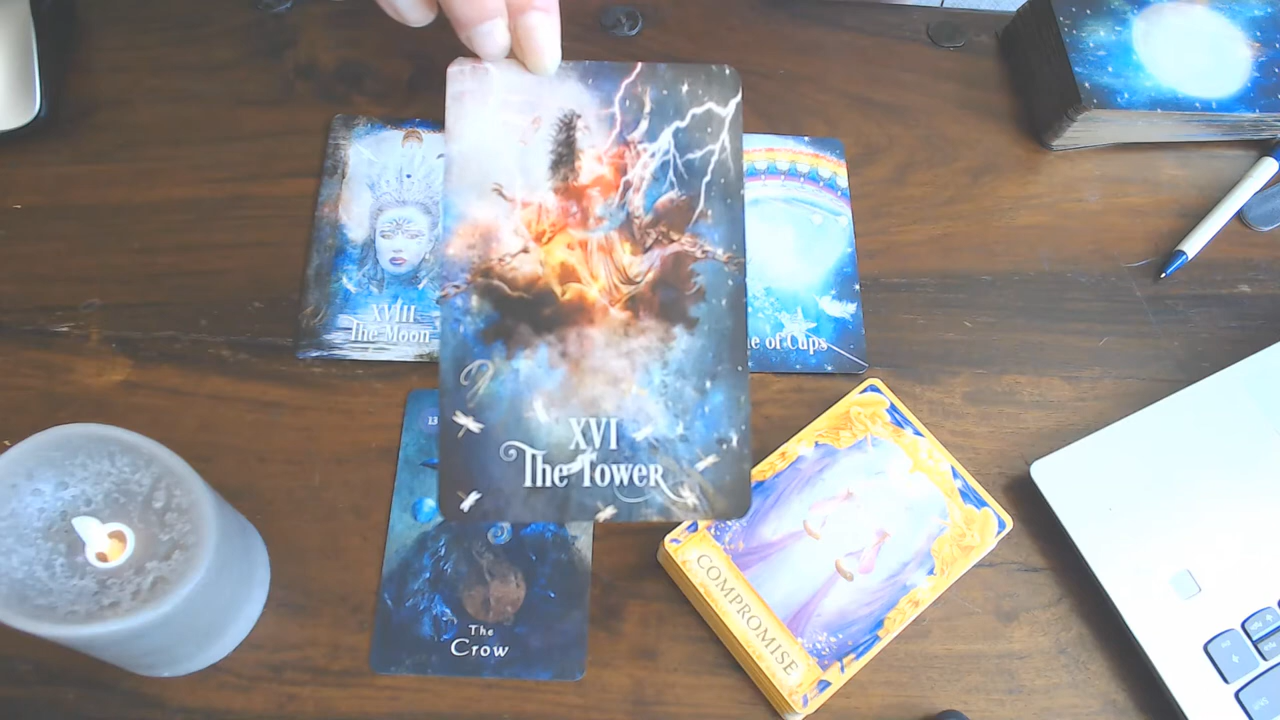 XVIII
The Moon
XVI
The Tower
e of Cups
13
The
Crow
COMPROMISE